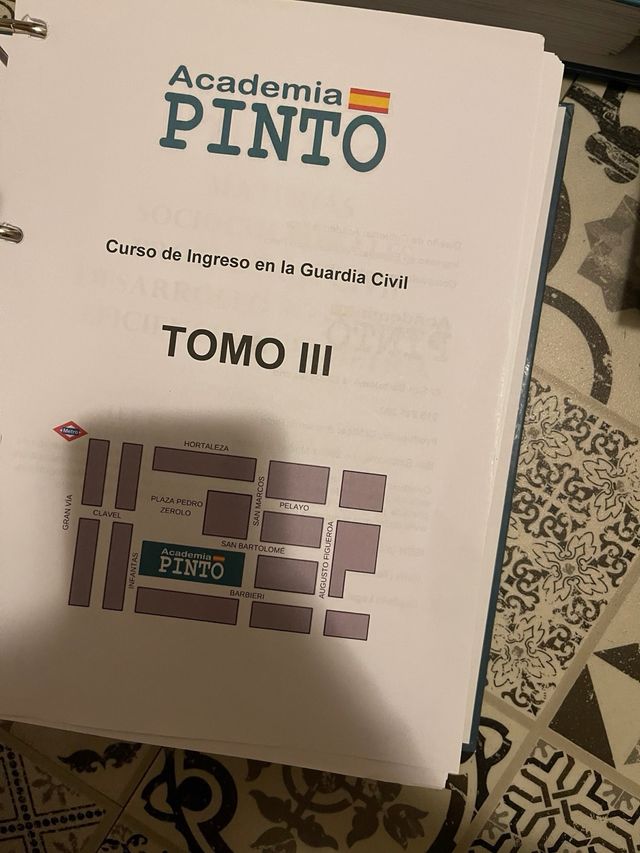 Academia
PINTO
Curso de Ingreso en la Guardia Civil
TOMO III
Metro
HORTALEZA
GRAN VÍA
CLAVEL
PLAZA PEDRO
ZEROLO
SAN MARCOS
PELAYO
INFANTAS
Academia
PINTO
SAN BARTOLOMÉ
AUGUSTO FIGUEROA
BARBIERI